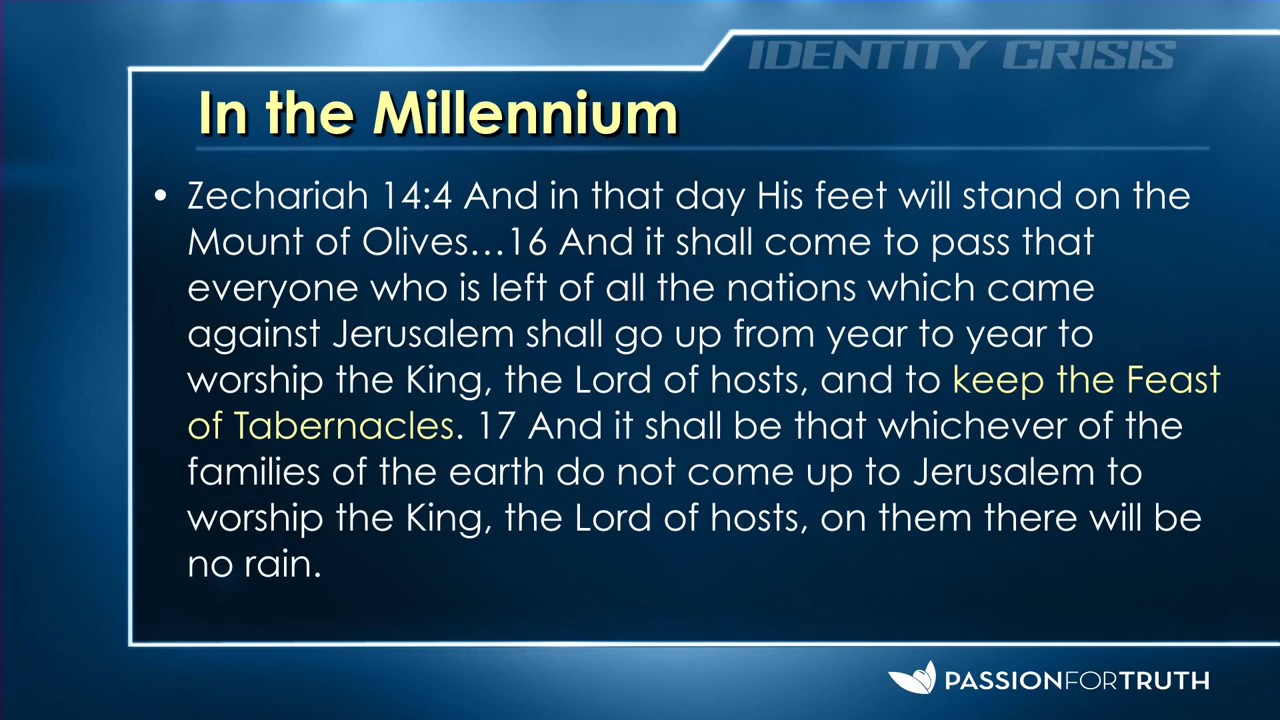 IDENTITY CRISIS
In the Millennium
• Zechariah 14:4 And in that day His feet will stand on the
Mount of Olives…16 And it shall come to pass that
everyone who is left of all the nations which came
against Jerusalem shall go up from year to year to
worship the King, the Lord of hosts, and to keep the Feast
of Tabernacles. 17 And it shall be that whichever of the
families of the earth do not come up to Jerusalem to
worship the King, the Lord of hosts, on them there will be
no rain.
PASSIONFORTRUTH